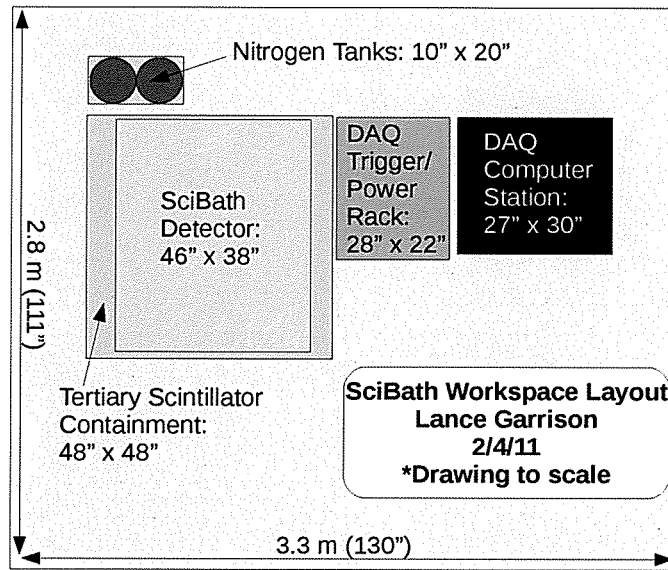 Nitrogen Tanks: 10” x 20”
SciBath
Detector:
46” x 38”
DAQ
Trigger/
Power
Rack:
28” x 22”
DAQ
Computer
Station:
27” x 30”
2.8 m (111”)
Tertiary Scintillator
Containment:
48” x 48”
SciBath Workspace Layout
Lance Garrison
2/4/11
*Drawing to scale
3.3 m (130”)